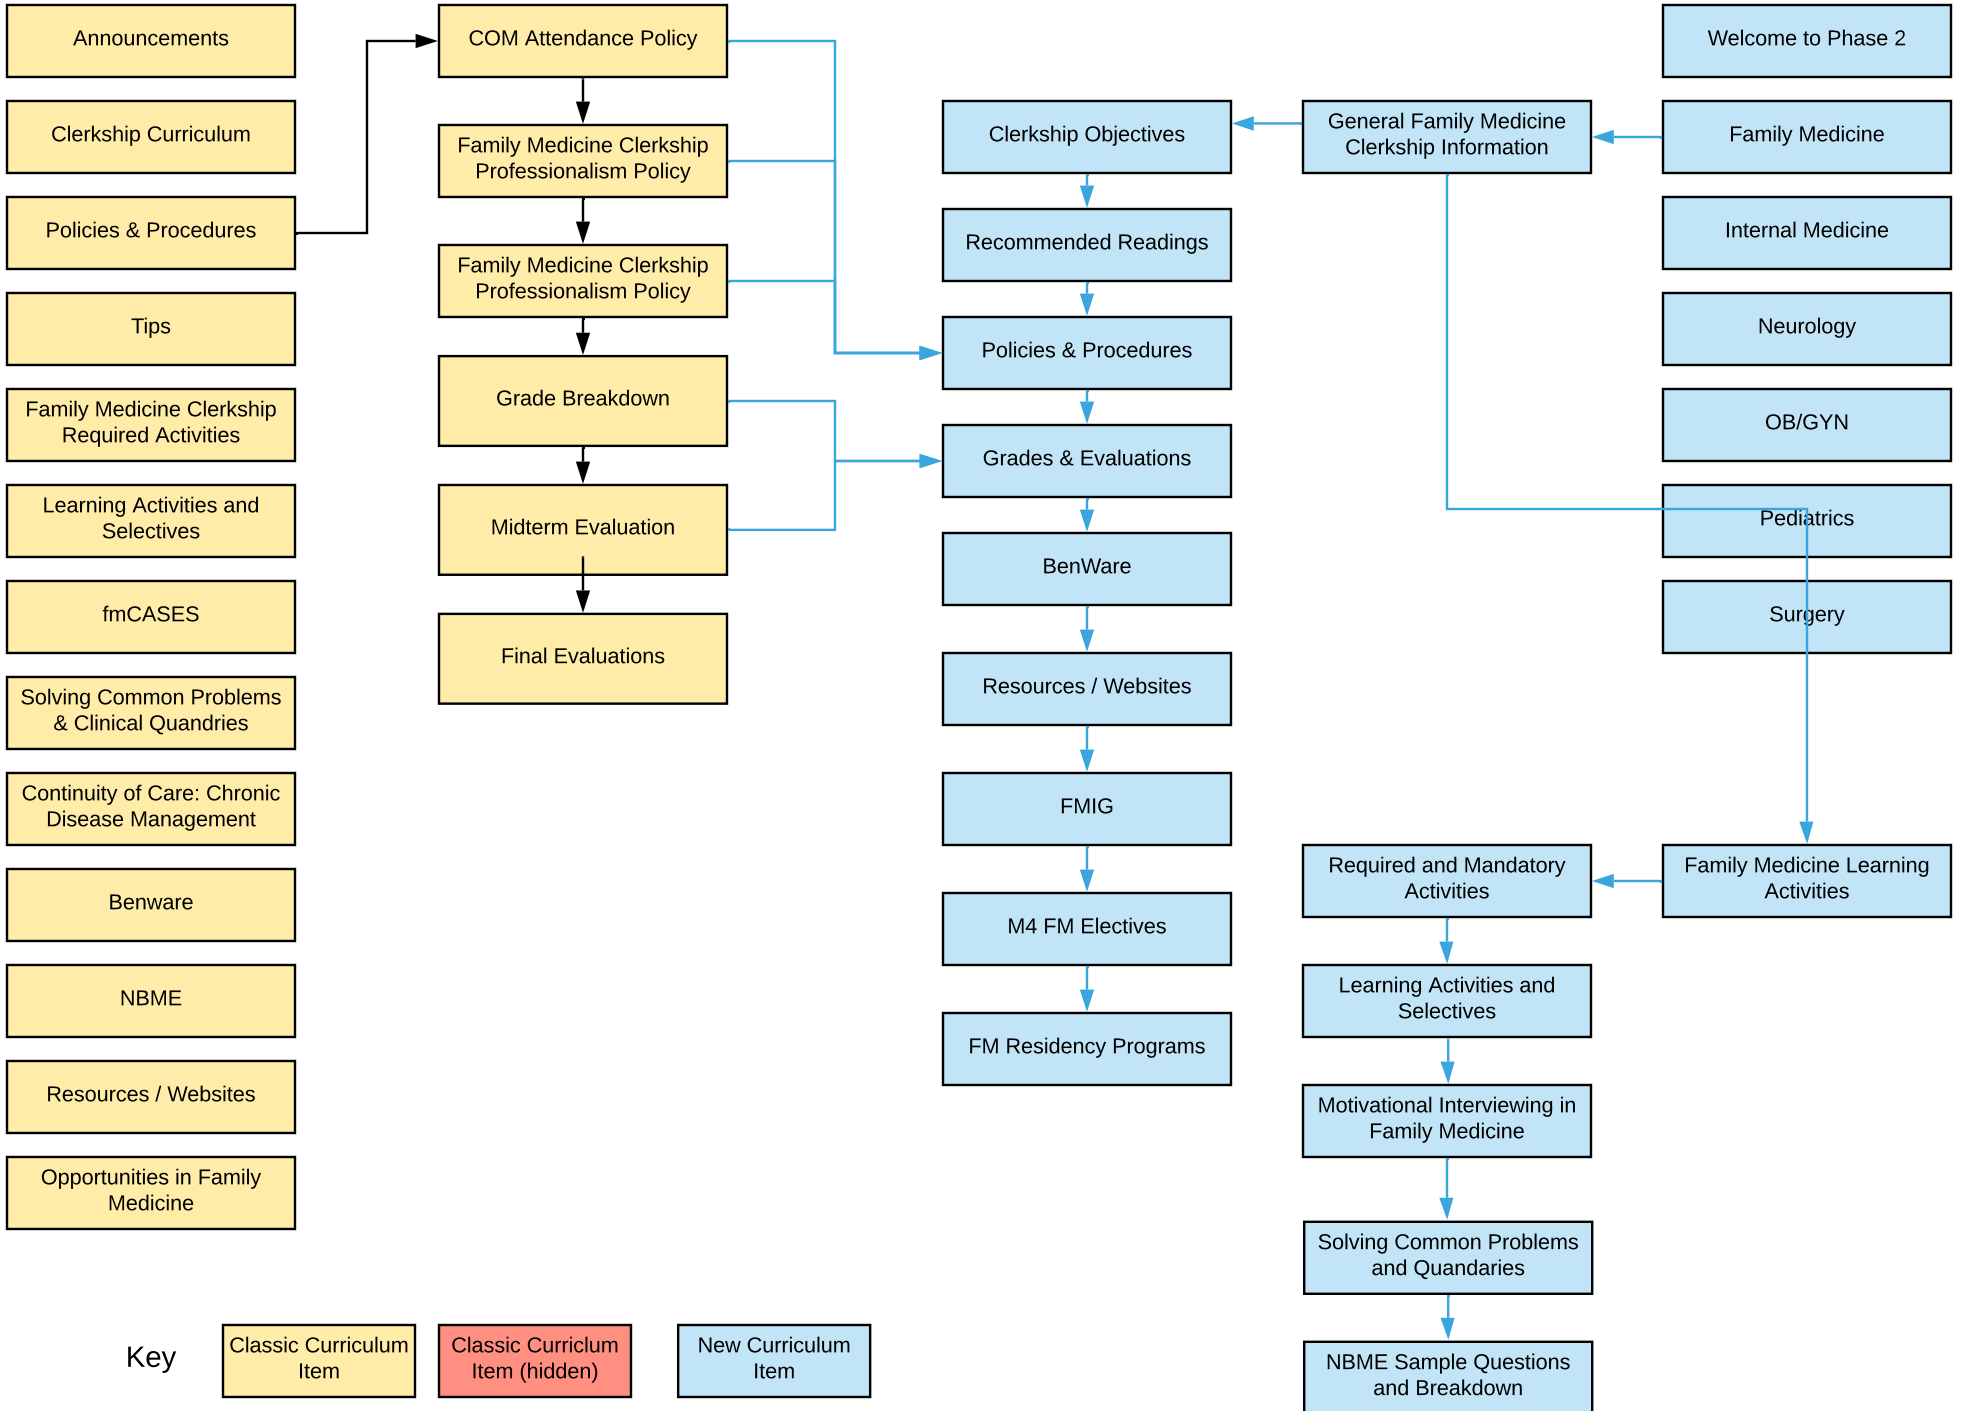 Announcements
Clerkship Curriculum
Policies & Procedures
Tips
Family Medicine Clerkship
Required Activities
Learning Activities and
Selectives
fmCASES
Solving Common Problems
& Clinical Quandries
Continuity of Care: Chronic
Disease Management
Benware
NBME
Resources / Websites
Opportunities in Family
Medicine
COM Attendance Policy
Family Medicine Clerkship
Professionalism Policy
Family Medicine Clerkship
Professionalism Policy
Grade Breakdown
Midterm Evaluation
Final Evaluations
Clerkship Objectives
Recommended Readings
Policies & Procedures
Grades & Evaluations
BenWare
Resources / Websites
FMIG
M4 FM Electives
FM Residency Programs
General Family Medicine
Clerkship Information
Required and Mandatory
Activities
Learning Activities and
Selectives
Motivational Interviewing in
Family Medicine
Solving Common Problems
and Quandaries
NBME Sample Questions
and Breakdown
Welcome to Phase 2
Family Medicine
Internal Medicine
Neurology
OB/GYN
Pediatrics
Surgery
Family Medicine Learning
Activities
Key
Classic Curriculum
Item
Classic Curriclum
Item (hidden)
New Curriculum
Item